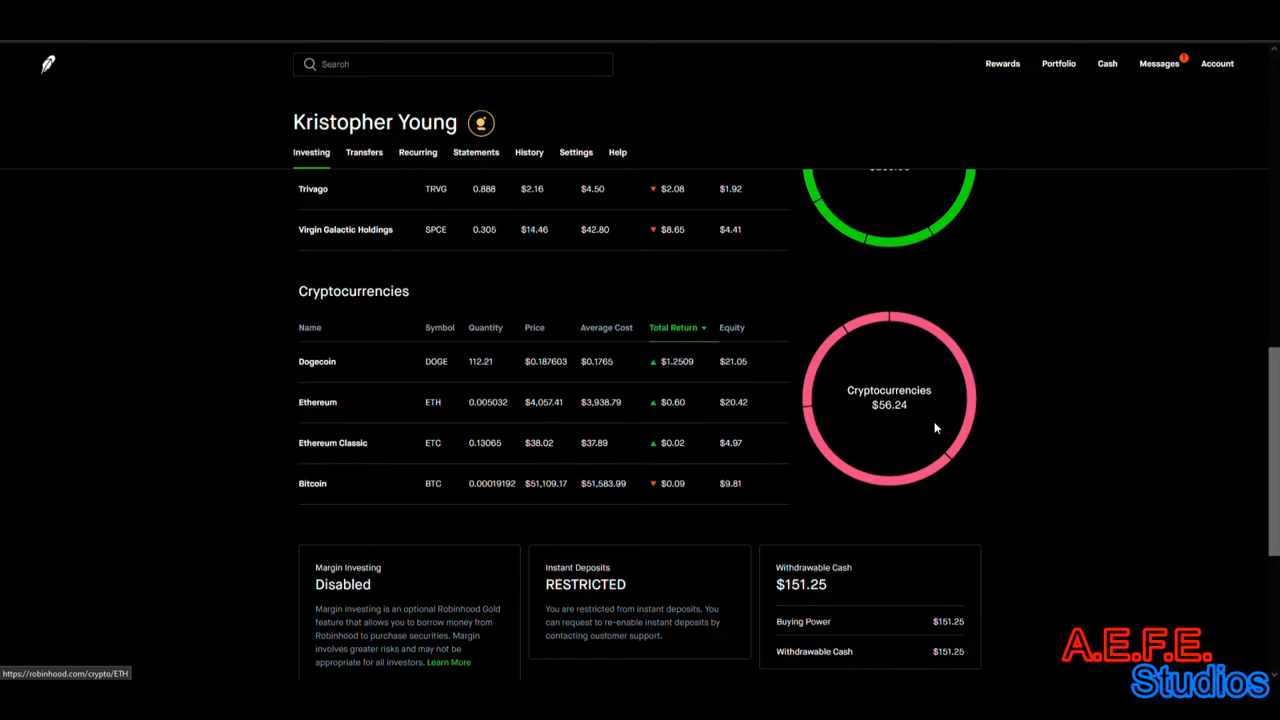 Search
Rewards Portfolio Cash Messages Account
Kristopher Young
Investing Transfers Recurring Statements History Settings Help
Trivago TRVG 0.888 $2.16 $4.50 $2.08 $1.92
Virgin Galactic Holdings SPCE 0.305 $14.46 $42.80 $8.65 $4.41
Cryptocurrencies
Name Symbol Quantity Price Average Cost Total Return Equity
Dogecoin DOGE 112.21 $0.187603 $0.1765 $1.2509 $21.05
Ethereum ETH 0.005032 $4,057.41 $3,938.79 $0.60 $20.42
Ethereum Classic ETC 0.13065 $38.02 $37.89 $0.02 $4.97
Bitcoin BTC 0.00019192 $51,109.17 $51,583.99 $0.09 $9.81
Cryptocurrencies
$56.24
Margin Investing
Disabled
Margin investing is an optional Robinhood Gold
feature that allows you to borrow money from
Robinhood to purchase securities. Margin
involves greater risks and may not be
appropriate for all investors. Learn More
Instant Deposits
RESTRICTED
You are restricted from instant deposits. You
can request to re-enable instant deposits by
contacting customer support.
Withdrawable Cash
$151.25
Buying Power $151.25
Withdrawable Cash $151.25
https://robinhood.com/crypto/ETH
A.E.F.E.
Studios